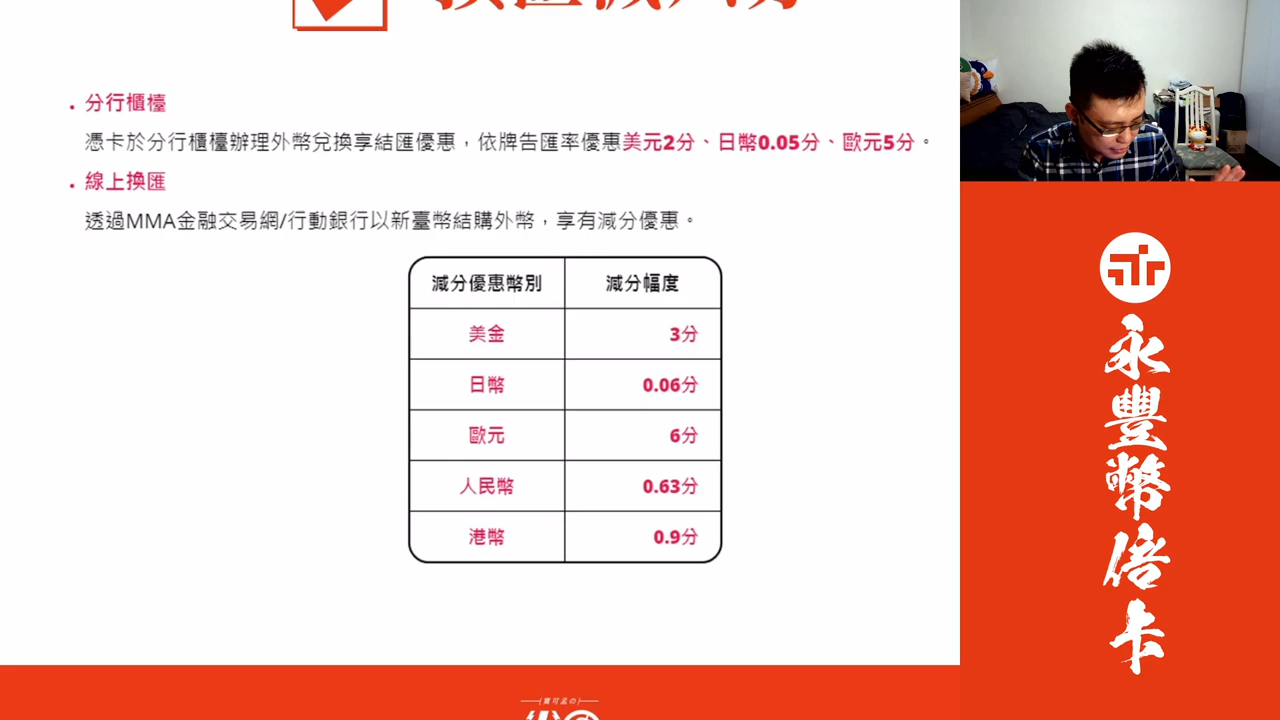 分行櫃檯
憑卡於分行櫃檯辦理外幣兌換享結匯優惠，依牌告匯率優惠美元2分、日幣0.05分、歐元5分。
線上換匯
透過MMA金融交易網/行動銀行以新臺幣結購外幣，享有減分優惠。
減分優惠幣別 減分幅度
美金 3分
日幣 0.06分
歐元 6分
人民幣 0.63分
港幣 0.9分
永豐幣倍卡